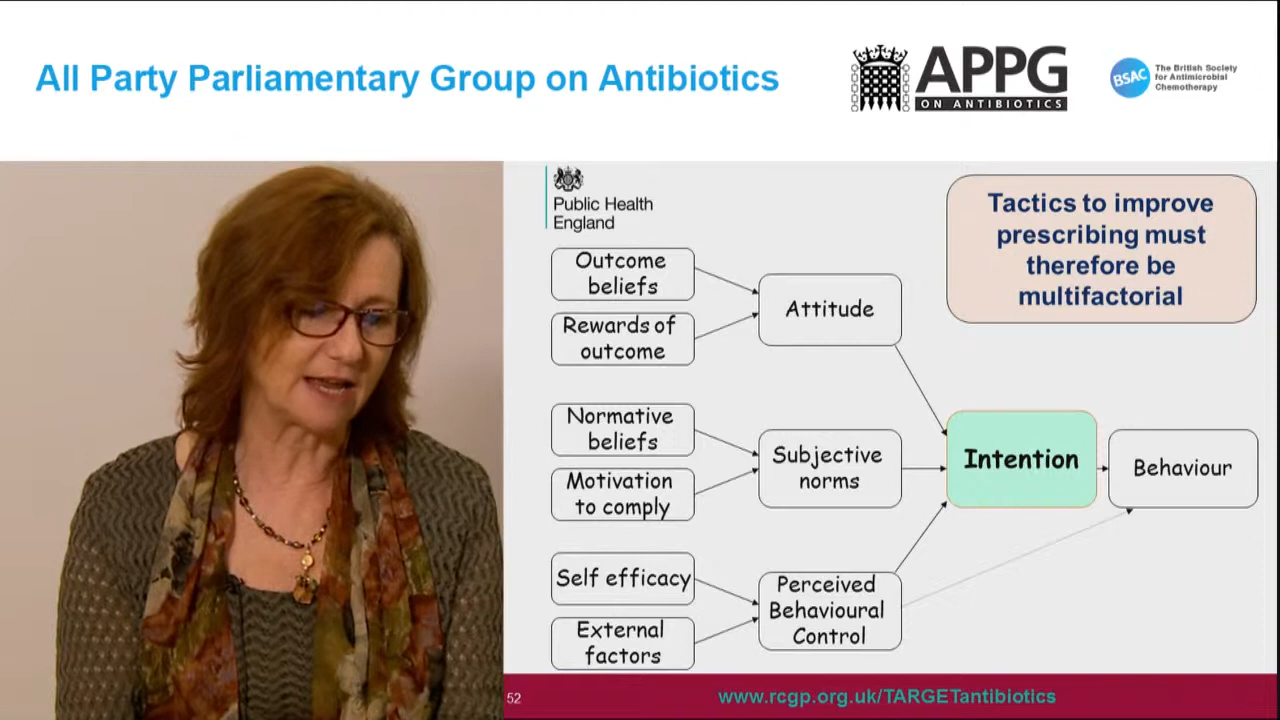 All Party Parliamentary Group on Antibiotics
APPG
ON ANTIBIOTICS
BSAC
The British Society
for Antimicrobial
Chemotherapy
Public Health
England
Tactics to improve
prescribing must
therefore be
multifactorial
Outcome
beliefs
Rewards of
outcome
Attitude
Normative
beliefs
Motivation
to comply
Subjective
norms
Intention
Behaviour
Self efficacy
External
factors
Perceived
Behavioural
Control
52
www.rcgp.org.uk/TARGETantibiotics